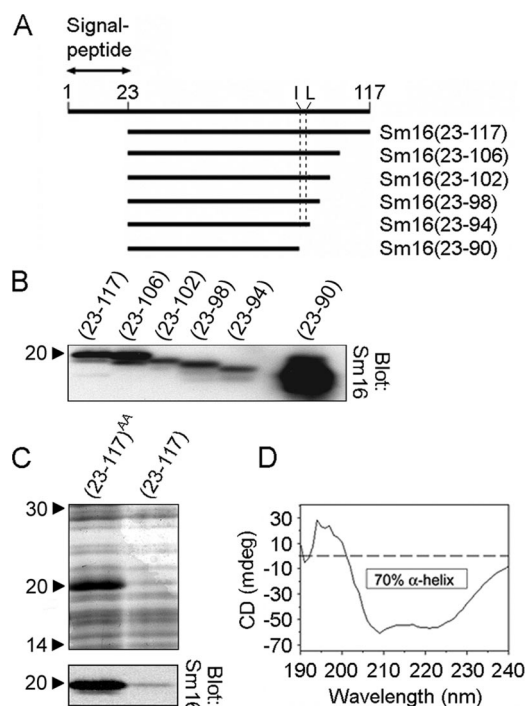 A
Signal-
peptide
1 23 I L 117
Sm16(23-117)
Sm16(23-106)
Sm16(23-102)
Sm16(23-98)
Sm16(23-94)
Sm16(23-90)
B
(23-117)
(23-106)
(23-102)
(23-98)
(23-94)
(23-90)
20
Blot:
Sm16
C
(23-117)AA
(23-117)
30
20
14
20
Blot:
Sm16
D
CD (mdeg)
30
10
-10
-30
-50
-70
70% α-helix
190 200 210 220 230 240
Wavelength (nm)